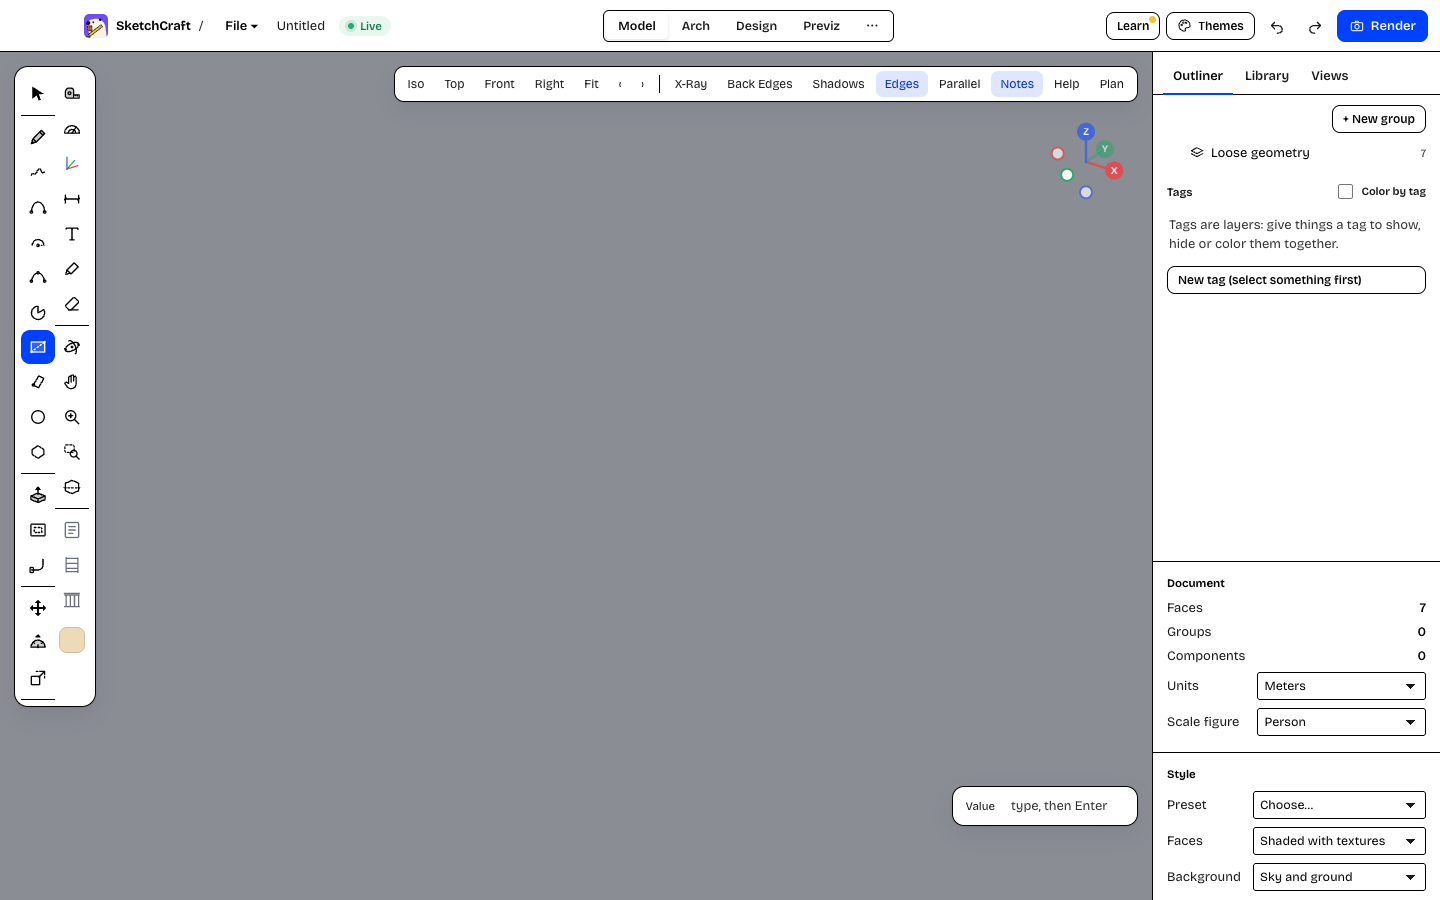 SketchCraft / File Untitled Live
Model Arch Design Previz ···
Learn Themes Render
Iso Top Front Right Fit ‹ › X-Ray Back Edges Shadows Edges Parallel Notes Help Plan
Z
Y
X
Outliner Library Views
+ New group
Loose geometry 7
Tags Color by tag
Tags are layers: give things a tag to show,
hide or color them together.
New tag (select something first)
Document
Faces 7
Groups 0
Components 0
Units Meters
Scale figure Person
Style
Preset Choose...
Faces Shaded with textures
Background Sky and ground
Value type, then Enter